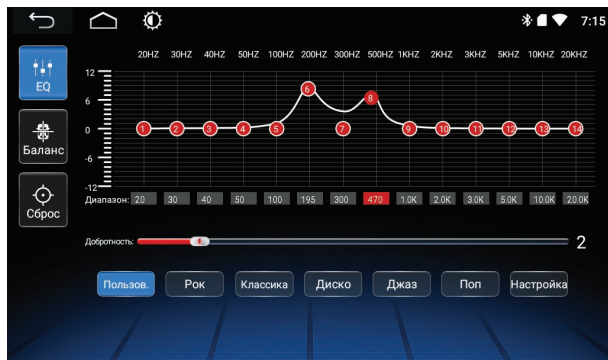 7:15
20HZ 30HZ 40HZ 50HZ 100HZ 200HZ 300HZ 500HZ 1KHZ 2KHZ 3KHZ 5KHZ 10KHZ 20KHZ
EQ
Баланс
Сброс
12
6
0
-6
-12
1 2 3 4 5 6 7 8 9 10 11 12 13 14
Диапазон: 20 30 40 50 100 195 300 470 1.0K 2.0K 3.0K 5.0K 10.0K 20.0K
Добротность: 2
Пользов. Рок Классика Диско Джаз Поп Настройка